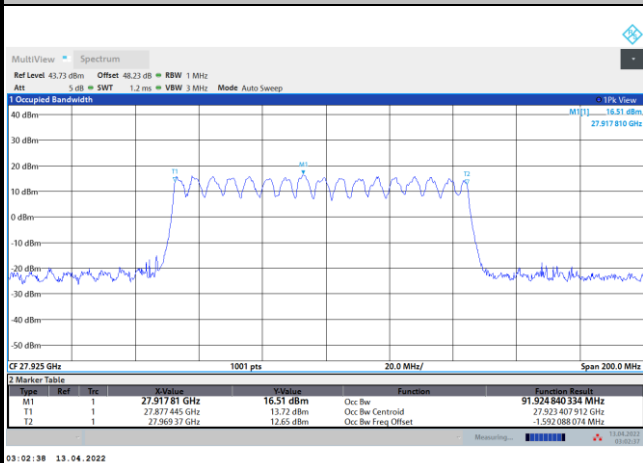 MultiView Spectrum
Ref Level 43.73 dBm Offset 48.23 dB RBW 1 MHz
Att 5 dB SWT 1.2 ms VBW 3 MHz Mode Auto Sweep
1 Occupied Bandwidth 1Pk View
M1[1] 16.51 dBm
27.917 810 GHz
40 dBm
30 dBm
20 dBm
T1 M1 T2
10 dBm
0 dBm
-10 dBm
-20 dBm
-30 dBm
-40 dBm
-50 dBm
CF 27.925 GHz 1001 pts 20.0 MHz/ Span 200.0 MHz
2 Marker Table
Type Ref Trc X-Value Y-Value Function Function Result
M1 1 27.917 81 GHz 16.51 dBm Occ Bw 91.924 840 334 MHz
T1 1 27.877 445 GHz 13.72 dBm Occ Bw Centroid 27.923 407 912 GHz
T2 1 27.969 37 GHz 12.65 dBm Occ Bw Freq Offset -1.592 088 074 MHz
Measuring... 13.04.2022
03:02:37
03:02:38 13.04.2022